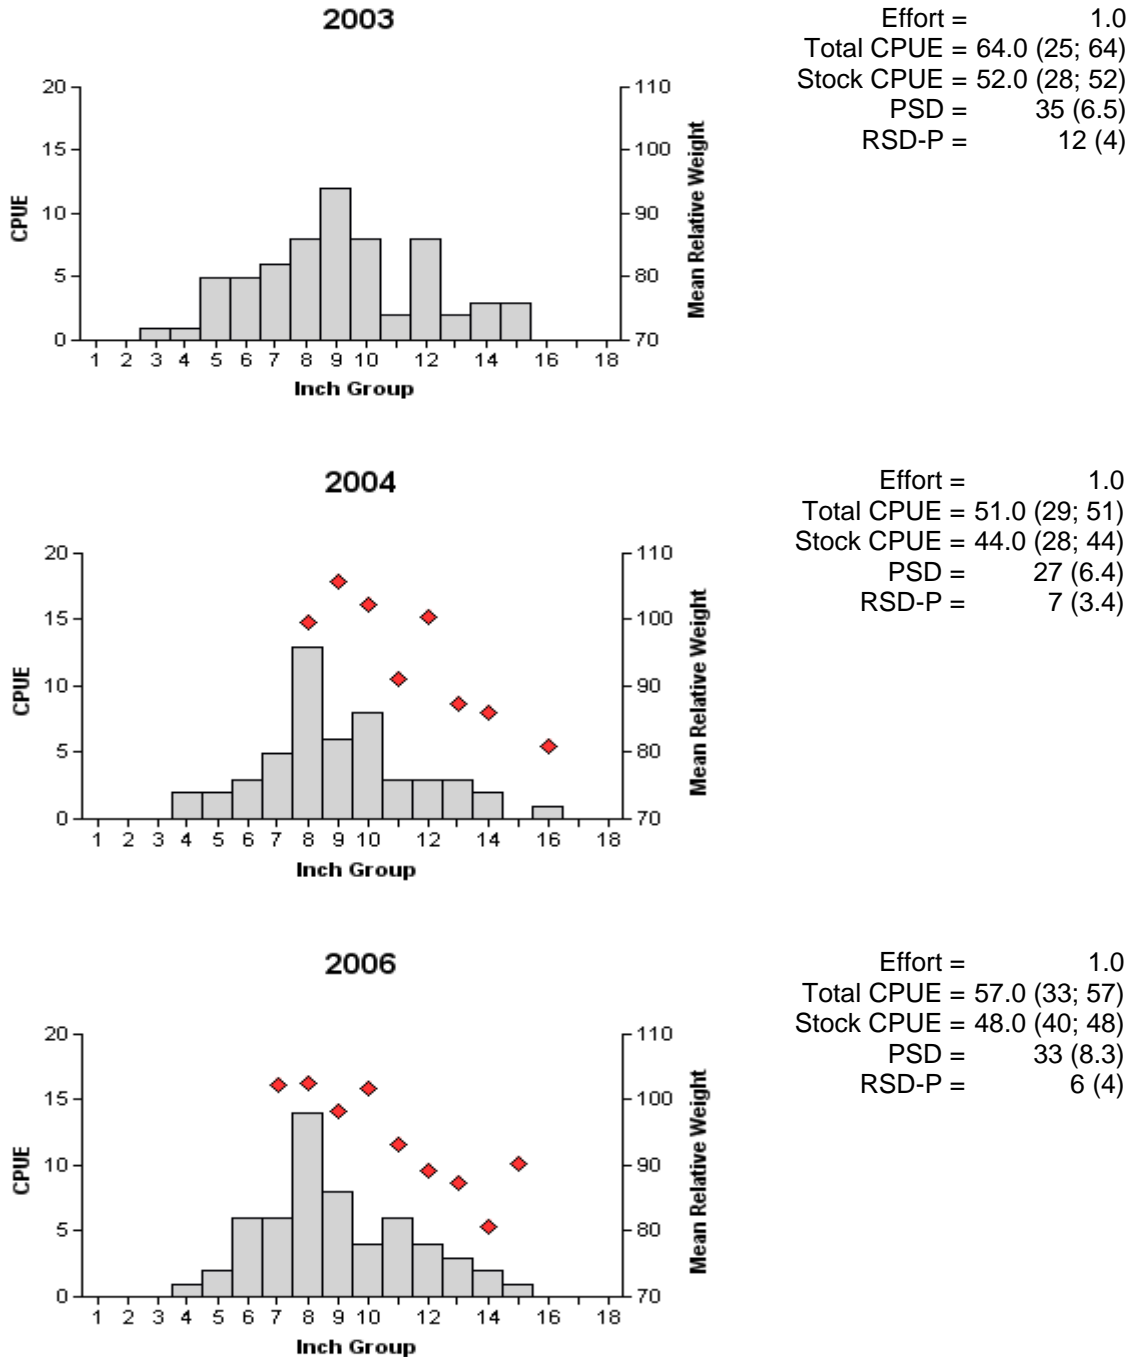 2003
Effort = 1.0
Total CPUE = 64.0 (25; 64)
Stock CPUE = 52.0 (28; 52)
PSD = 35 (6.5)
RSD-P = 12 (4)
20
15
10
5
0
CPUE
110
100
90
80
70
Mean Relative Weight
1 2 3 4 5 6 7 8 9 10 12 14 16 18
Inch Group
2004
Effort = 1.0
Total CPUE = 51.0 (29; 51)
Stock CPUE = 44.0 (28; 44)
PSD = 27 (6.4)
RSD-P = 7 (3.4)
20
15
10
5
0
CPUE
110
100
90
80
70
Mean Relative Weight
1 2 3 4 5 6 7 8 9 10 12 14 16 18
Inch Group
2006
Effort = 1.0
Total CPUE = 57.0 (33; 57)
Stock CPUE = 48.0 (40; 48)
PSD = 33 (8.3)
RSD-P = 6 (4)
20
15
10
5
0
CPUE
110
100
90
80
70
Mean Relative Weight
1 2 3 4 5 6 7 8 9 10 12 14 16 18
Inch Group